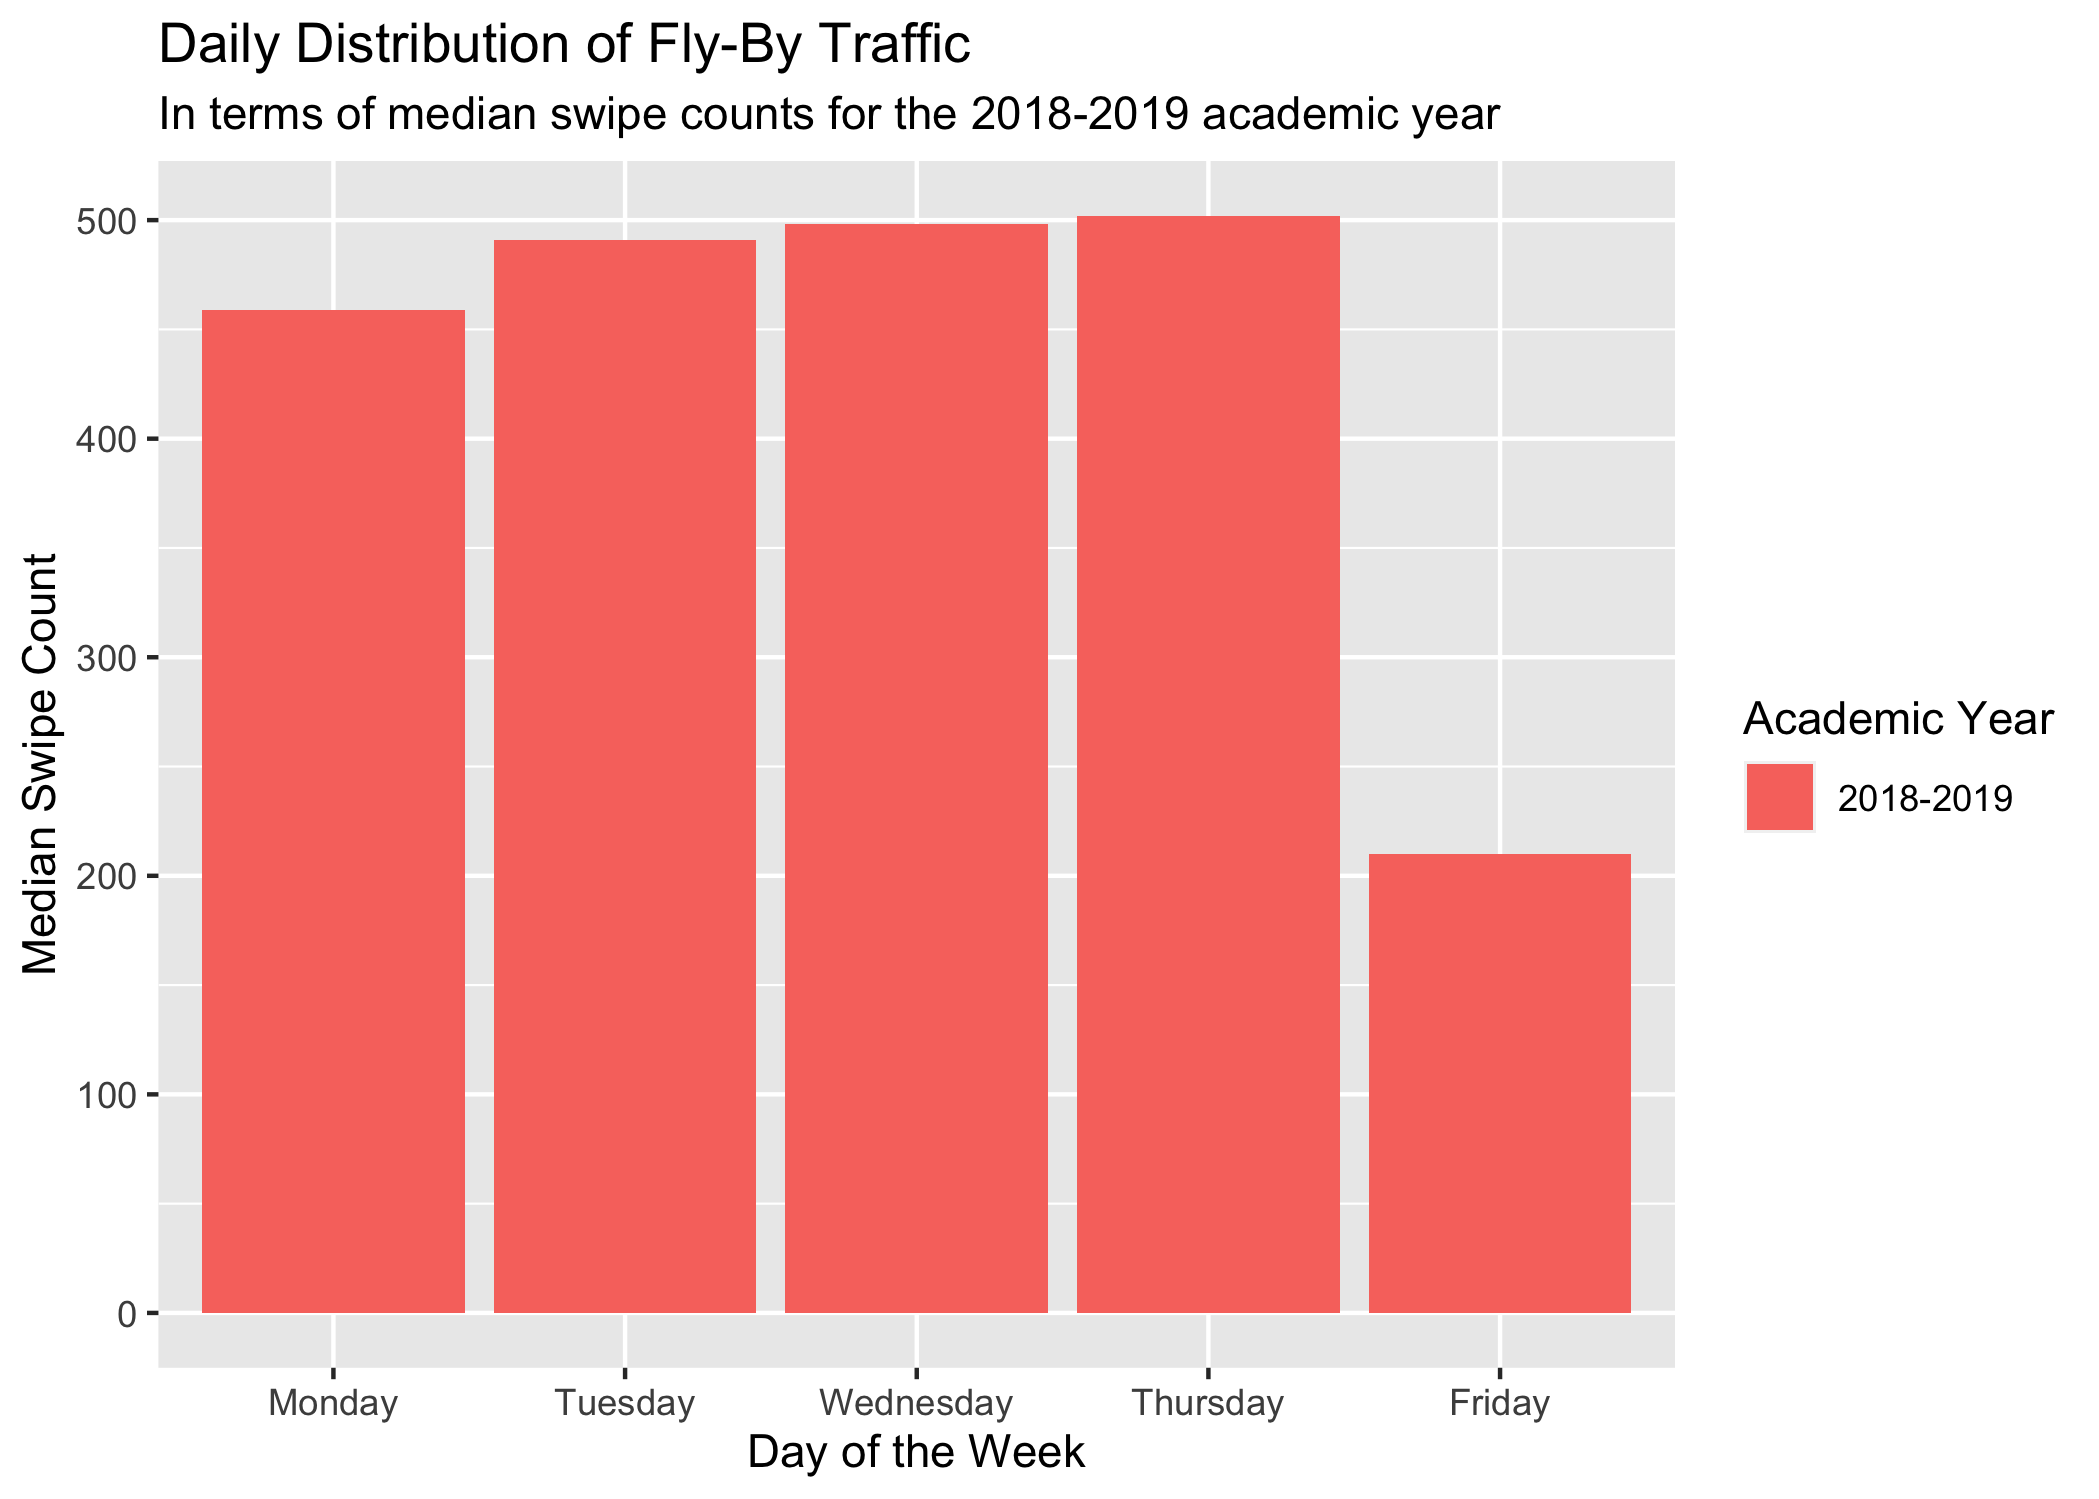 Daily Distribution of Fly-By Traffic
In terms of median swipe counts for the 2018-2019 academic year
Median Swipe Count
500
400
300
200
100
0
Monday Tuesday Wednesday Thursday Friday
Day of the Week
Academic Year
2018-2019